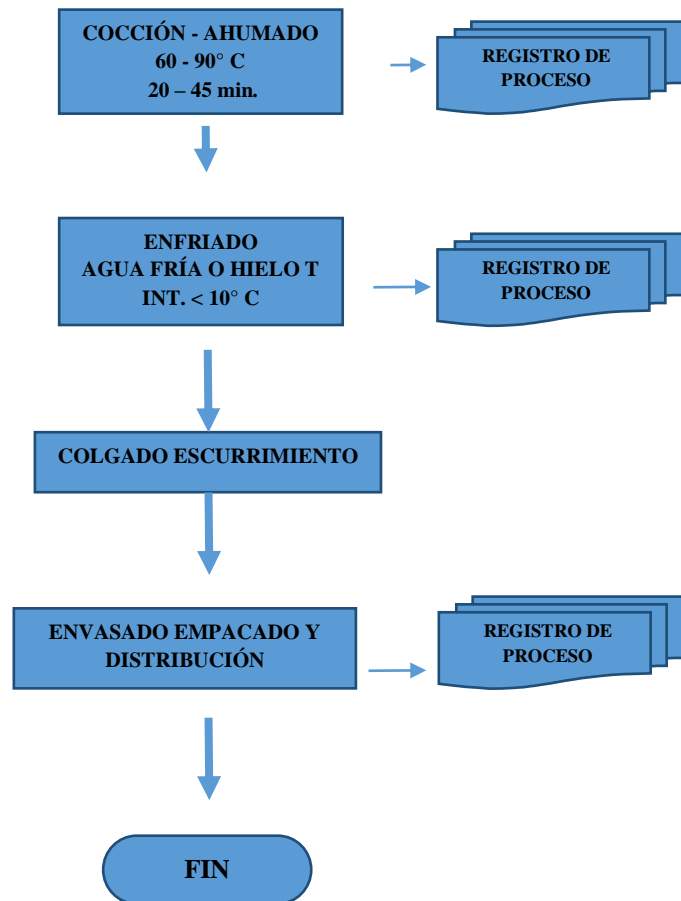 COCCIÓN - AHUMADO
60 - 90° C
20 – 45 min.
REGISTRO DE
PROCESO
ENFRIADO
AGUA FRÍA O HIELO T
INT. < 10° C
REGISTRO DE
PROCESO
COLGADO ESCURRIMIENTO
ENVASADO EMPACADO Y
DISTRIBUCIÓN
REGISTRO DE
PROCESO
FIN